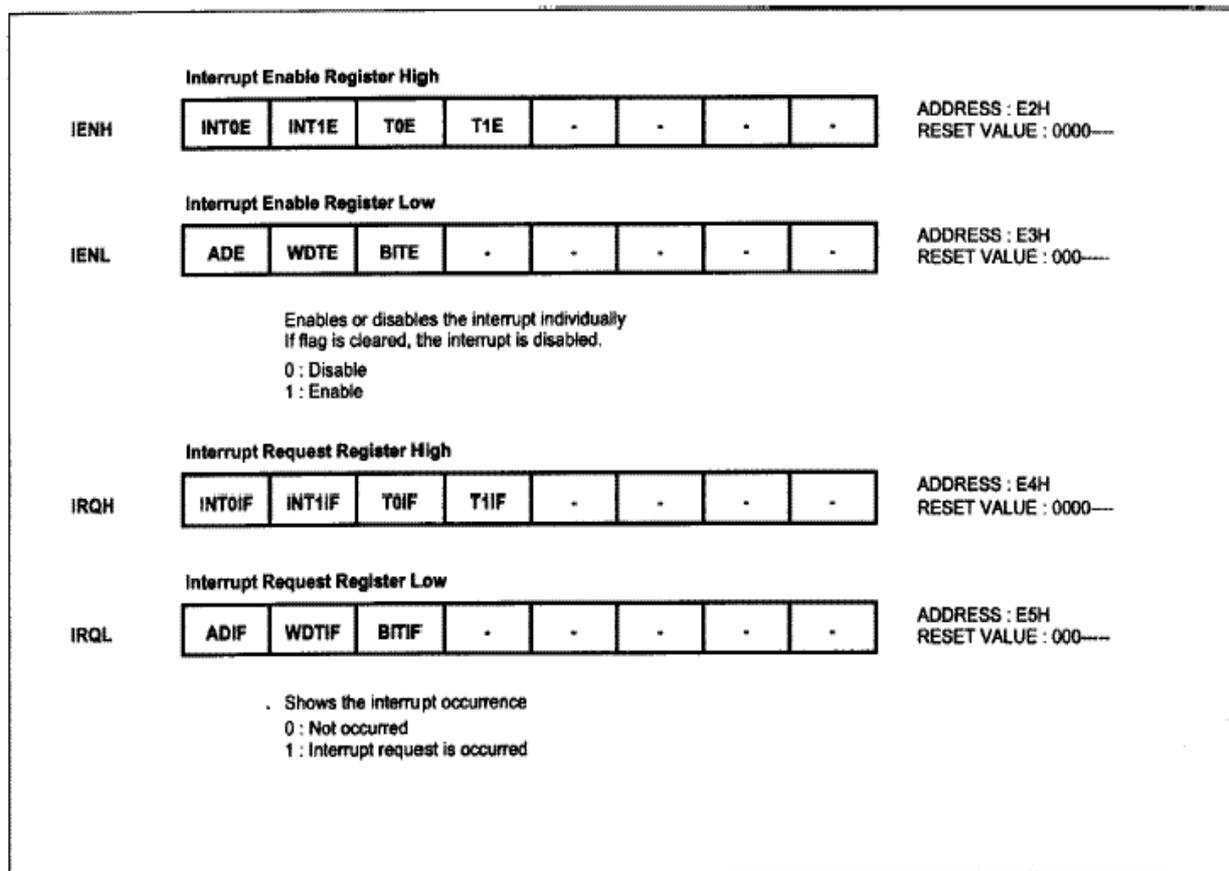 Interrupt Enable Register High
IENH INT0E INT1E T0E T1E - - - - ADDRESS : E2H
RESET VALUE : 0000----
Interrupt Enable Register Low
IENL ADE WDTE BITE - - - - - ADDRESS : E3H
RESET VALUE : 000-----
Enables or disables the interrupt individually
If flag is cleared, the interrupt is disabled.
0 : Disable
1 : Enable
Interrupt Request Register High
IRQH INT0IF INT1IF T0IF T1IF - - - - ADDRESS : E4H
RESET VALUE : 0000----
Interrupt Request Register Low
IRQL ADIF WDTIF BITIF - - - - - ADDRESS : E5H
RESET VALUE : 000-----
Shows the interrupt occurrence
0 : Not occurred
1 : Interrupt request is occurred